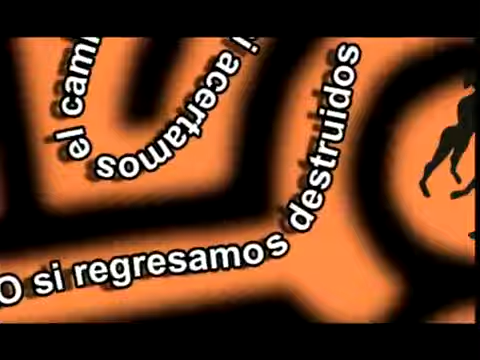 si acertamos
el cami
O si regresamos destruidos